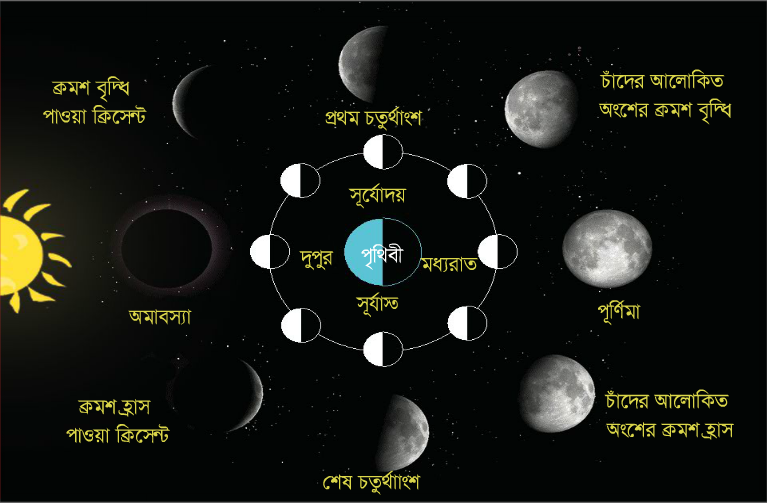 ক্রমশ বৃদ্ধি
পাওয়া ক্রিসেন্ট
প্রথম চতুর্থাংশ
চাঁদের আলোকিত
অংশের ক্রমশ বৃদ্ধি
সূর্যোদয়
দুপুর
পৃথিবী
মধ্যরাত
সূর্যাস্ত
অমাবস্যা
পূর্ণিমা
ক্রমশ হ্রাস
পাওয়া ক্রিসেন্ট
চাঁদের আলোকিত
অংশের ক্রমশ হ্রাস
শেষ চতুর্থাাংশ